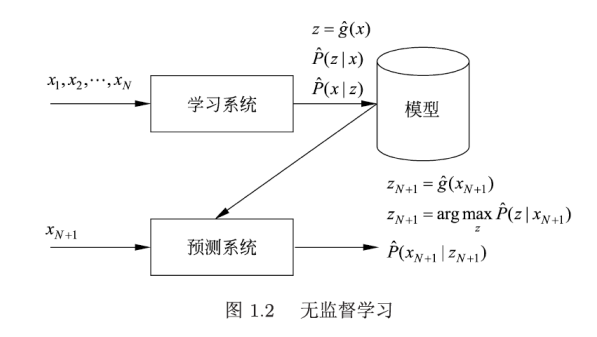 z = ĝ(x)
P̂(z|x)
P̂(x|z)
x₁, x₂, ⋯, x_N
学习系统
模型
z_{N+1} = ĝ(x_{N+1})
z_{N+1} = arg max_z P̂(z|x_{N+1})
P̂(x_{N+1}|z_{N+1})
x_{N+1}
预测系统
图 1.2 无监督学习